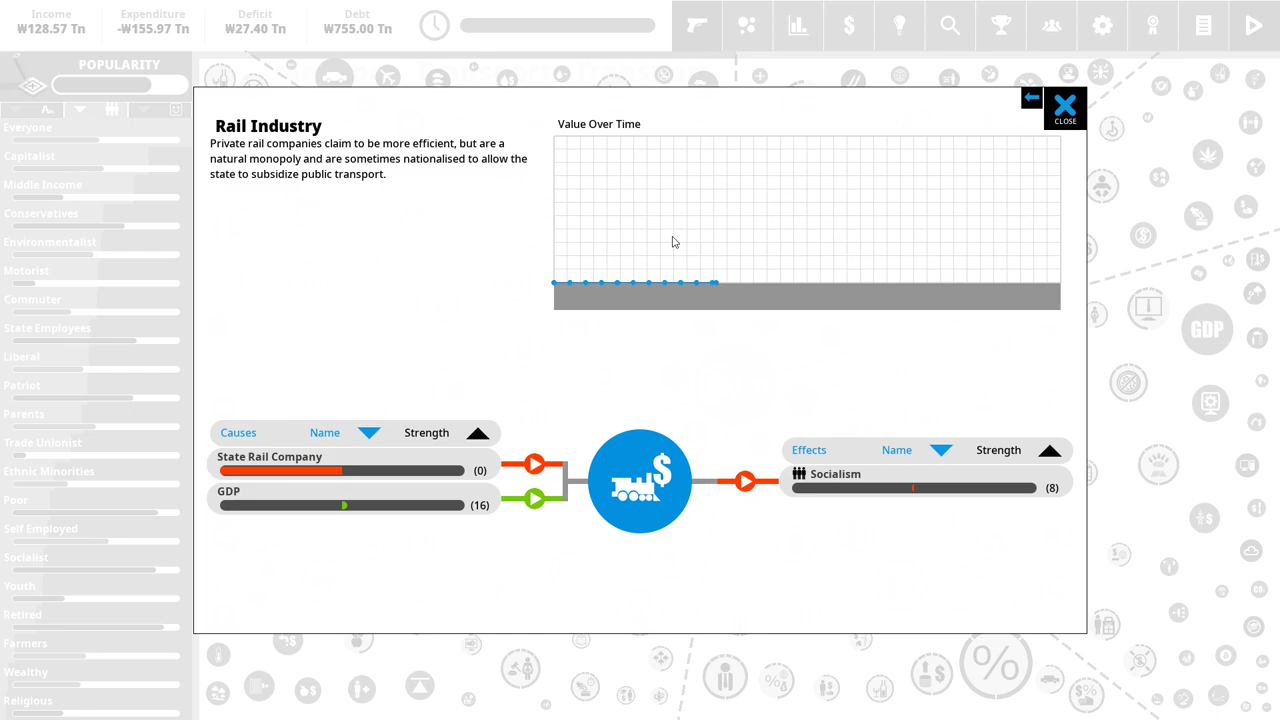 Income
Expenditure
Deficit
Debt
₩128.57 Tn
-₩155.97 Tn
₩27.40 Tn
₩755.00 Tn
POPULARITY
Everyone
Capitalist
Middle Income
Conservatives
Environmentalist
Motorist
Commuter
State Employees
Liberal
Patriot
Parents
Trade Unionist
Ethnic Minorities
Poor
Self Employed
Socialist
Youth
Retired
Farmers
Wealthy
Religious
Rail Industry
Private rail companies claim to be more efficient, but are a
natural monopoly and are sometimes nationalised to allow the
state to subsidize public transport.
Value Over Time
CLOSE
Causes Name Strength
State Rail Company
(0)
GDP
(16)
Effects Name Strength
Socialism
(8)
GDP